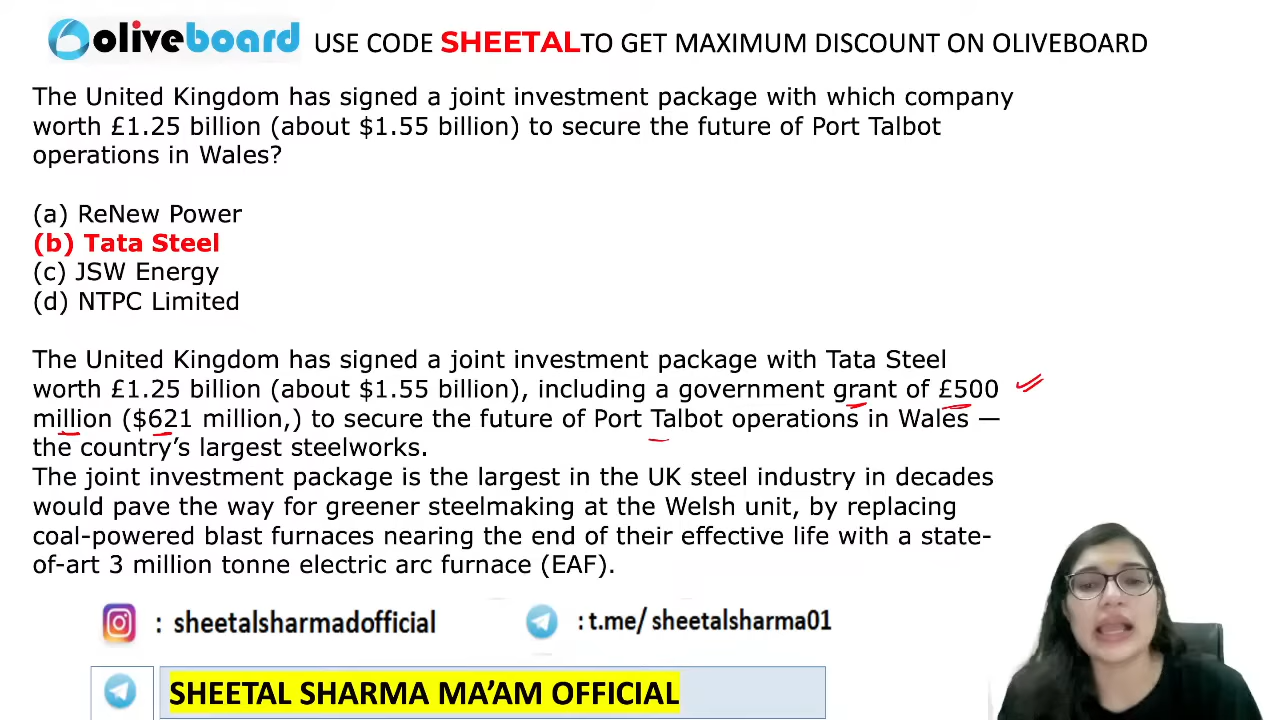 oliveboard USE CODE SHEETAL TO GET MAXIMUM DISCOUNT ON OLIVEBOARD
The United Kingdom has signed a joint investment package with which company
worth £1.25 billion (about $1.55 billion) to secure the future of Port Talbot
operations in Wales?
(a) ReNew Power
(b) Tata Steel
(c) JSW Energy
(d) NTPC Limited
The United Kingdom has signed a joint investment package with Tata Steel
worth £1.25 billion (about $1.55 billion), including a government grant of £500
million ($621 million,) to secure the future of Port Talbot operations in Wales —
the country’s largest steelworks.
The joint investment package is the largest in the UK steel industry in decades
would pave the way for greener steelmaking at the Welsh unit, by replacing
coal-powered blast furnaces nearing the end of their effective life with a state-
of-art 3 million tonne electric arc furnace (EAF).
: sheetalsharmadofficial : t.me/ sheetalsharma01
SHEETAL SHARMA MA’AM OFFICIAL